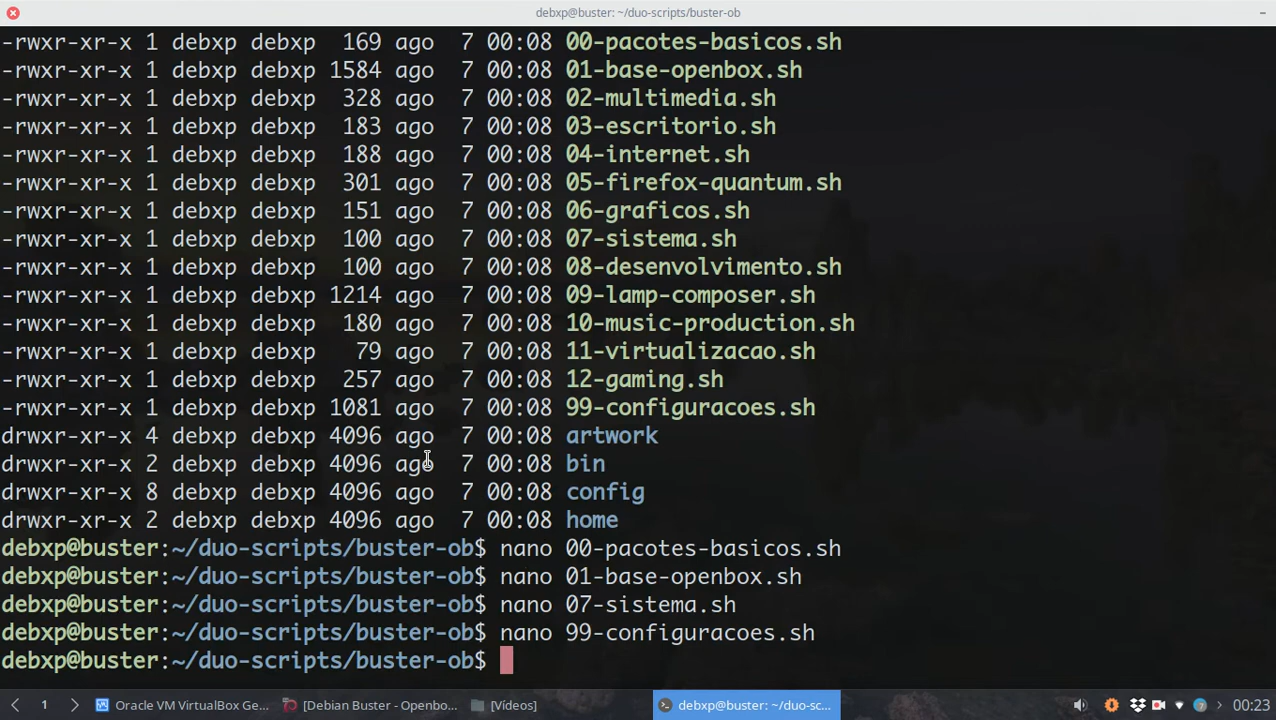 debxp@buster: ~/duo-scripts/buster-ob
-rwxr-xr-x 1 debxp debxp  169 ago  7 00:08 00-pacotes-basicos.sh
-rwxr-xr-x 1 debxp debxp 1584 ago  7 00:08 01-base-openbox.sh
-rwxr-xr-x 1 debxp debxp  328 ago  7 00:08 02-multimedia.sh
-rwxr-xr-x 1 debxp debxp  183 ago  7 00:08 03-escritorio.sh
-rwxr-xr-x 1 debxp debxp  188 ago  7 00:08 04-internet.sh
-rwxr-xr-x 1 debxp debxp  301 ago  7 00:08 05-firefox-quantum.sh
-rwxr-xr-x 1 debxp debxp  151 ago  7 00:08 06-graficos.sh
-rwxr-xr-x 1 debxp debxp  100 ago  7 00:08 07-sistema.sh
-rwxr-xr-x 1 debxp debxp  100 ago  7 00:08 08-desenvolvimento.sh
-rwxr-xr-x 1 debxp debxp 1214 ago  7 00:08 09-lamp-composer.sh
-rwxr-xr-x 1 debxp debxp  180 ago  7 00:08 10-music-production.sh
-rwxr-xr-x 1 debxp debxp   79 ago  7 00:08 11-virtualizacao.sh
-rwxr-xr-x 1 debxp debxp  257 ago  7 00:08 12-gaming.sh
-rwxr-xr-x 1 debxp debxp 1081 ago  7 00:08 99-configuracoes.sh
drwxr-xr-x 4 debxp debxp 4096 ago  7 00:08 artwork
drwxr-xr-x 2 debxp debxp 4096 ago  7 00:08 bin
drwxr-xr-x 8 debxp debxp 4096 ago  7 00:08 config
drwxr-xr-x 2 debxp debxp 4096 ago  7 00:08 home
debxp@buster:~/duo-scripts/buster-ob$ nano 00-pacotes-basicos.sh
debxp@buster:~/duo-scripts/buster-ob$ nano 01-base-openbox.sh
debxp@buster:~/duo-scripts/buster-ob$ nano 07-sistema.sh
debxp@buster:~/duo-scripts/buster-ob$ nano 99-configuracoes.sh
debxp@buster:~/duo-scripts/buster-ob$
1 Oracle VM VirtualBox Ge... [Debian Buster - Openbo... [Vídeos] debxp@buster: ~/duo-sc... 00:23